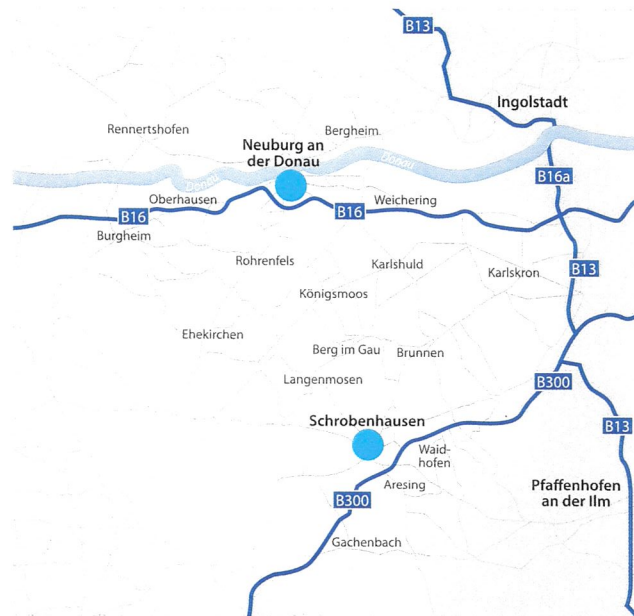 B13
Ingolstadt
Rennertshofen
Bergheim
Neuburg an
der Donau
Donau
B16a
Donau
Oberhausen
Weichering
B16
B16
Burgheim
Rohrenfels
Karlshuld
Karlskron
B13
Königsmoos
Ehekirchen
Berg im Gau
Brunnen
Langenmosen
B300
Schrobenhausen
B13
Waid-
hofen
Aresing
Pfaffenhofen
an der Ilm
B300
Gachenbach